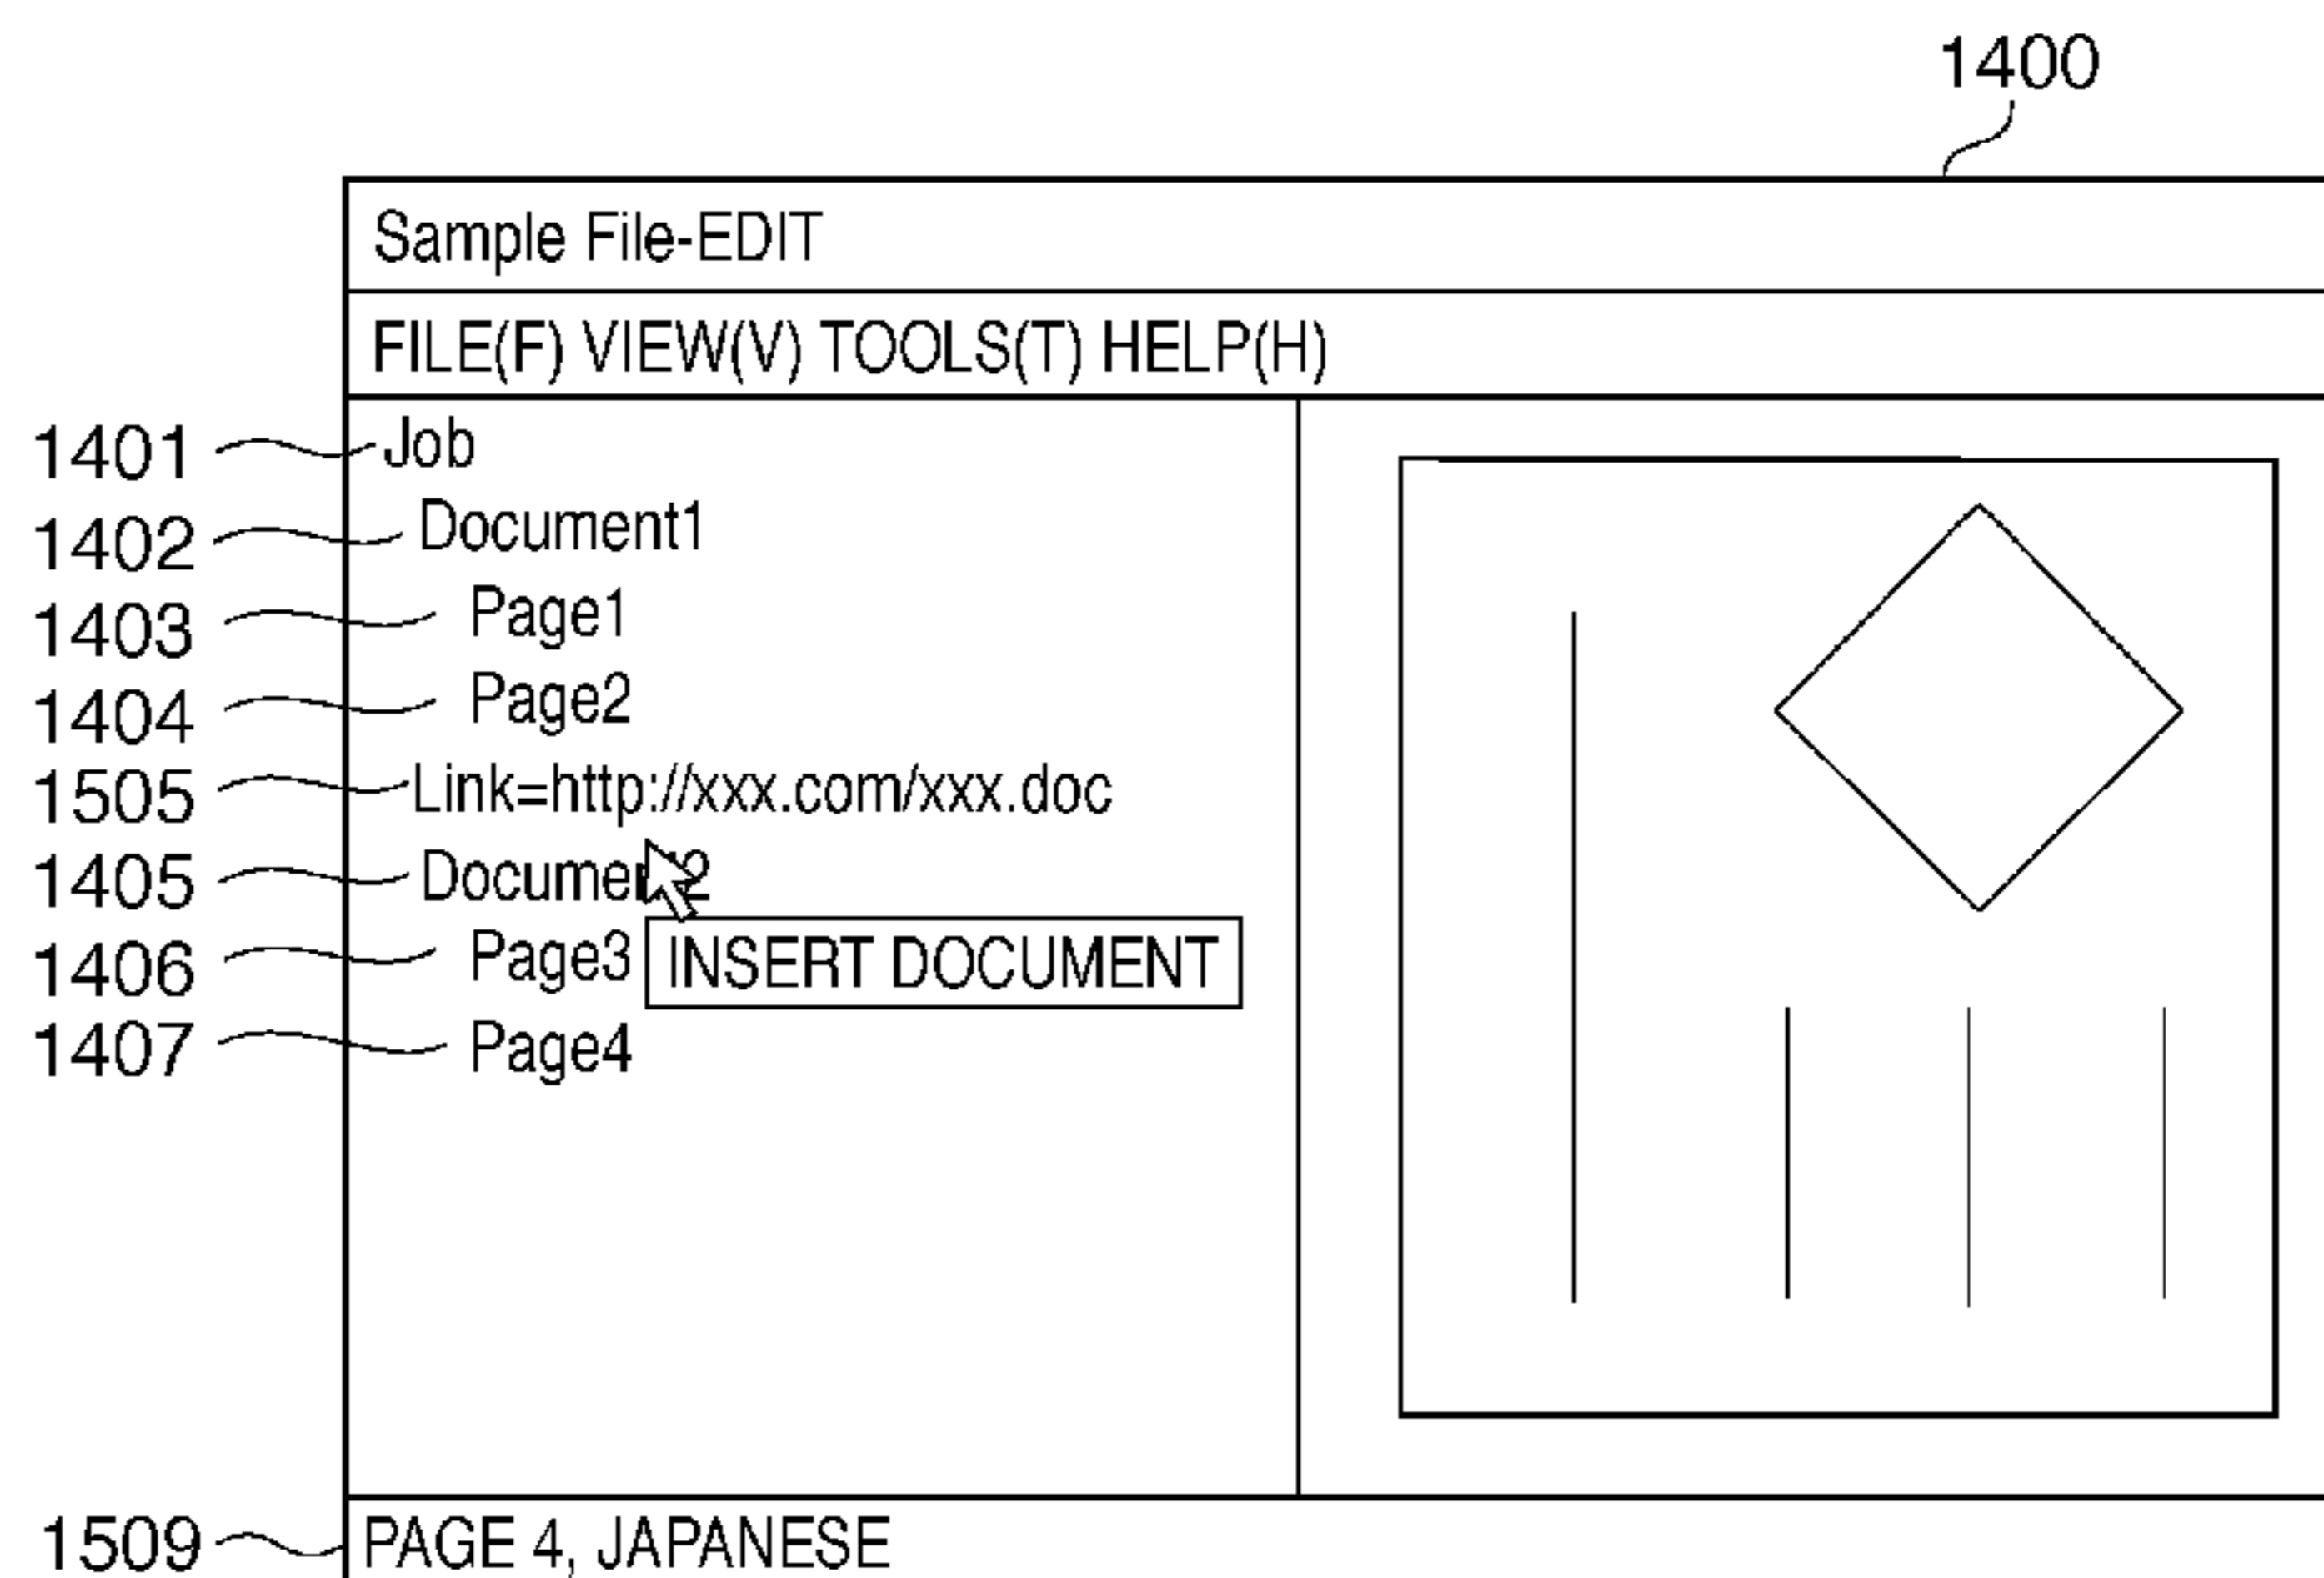 1400
Sample File-EDIT
FILE(F) VIEW(V) TOOLS(T) HELP(H)
1401 Job
1402 Document1
1403 Page1
1404 Page2
1505 Link=http://xxx.com/xxx.doc
1405
1406 Page3 INSERT DOCUMENT
1407 Page4
1509 PAGE 4, JAPANESE